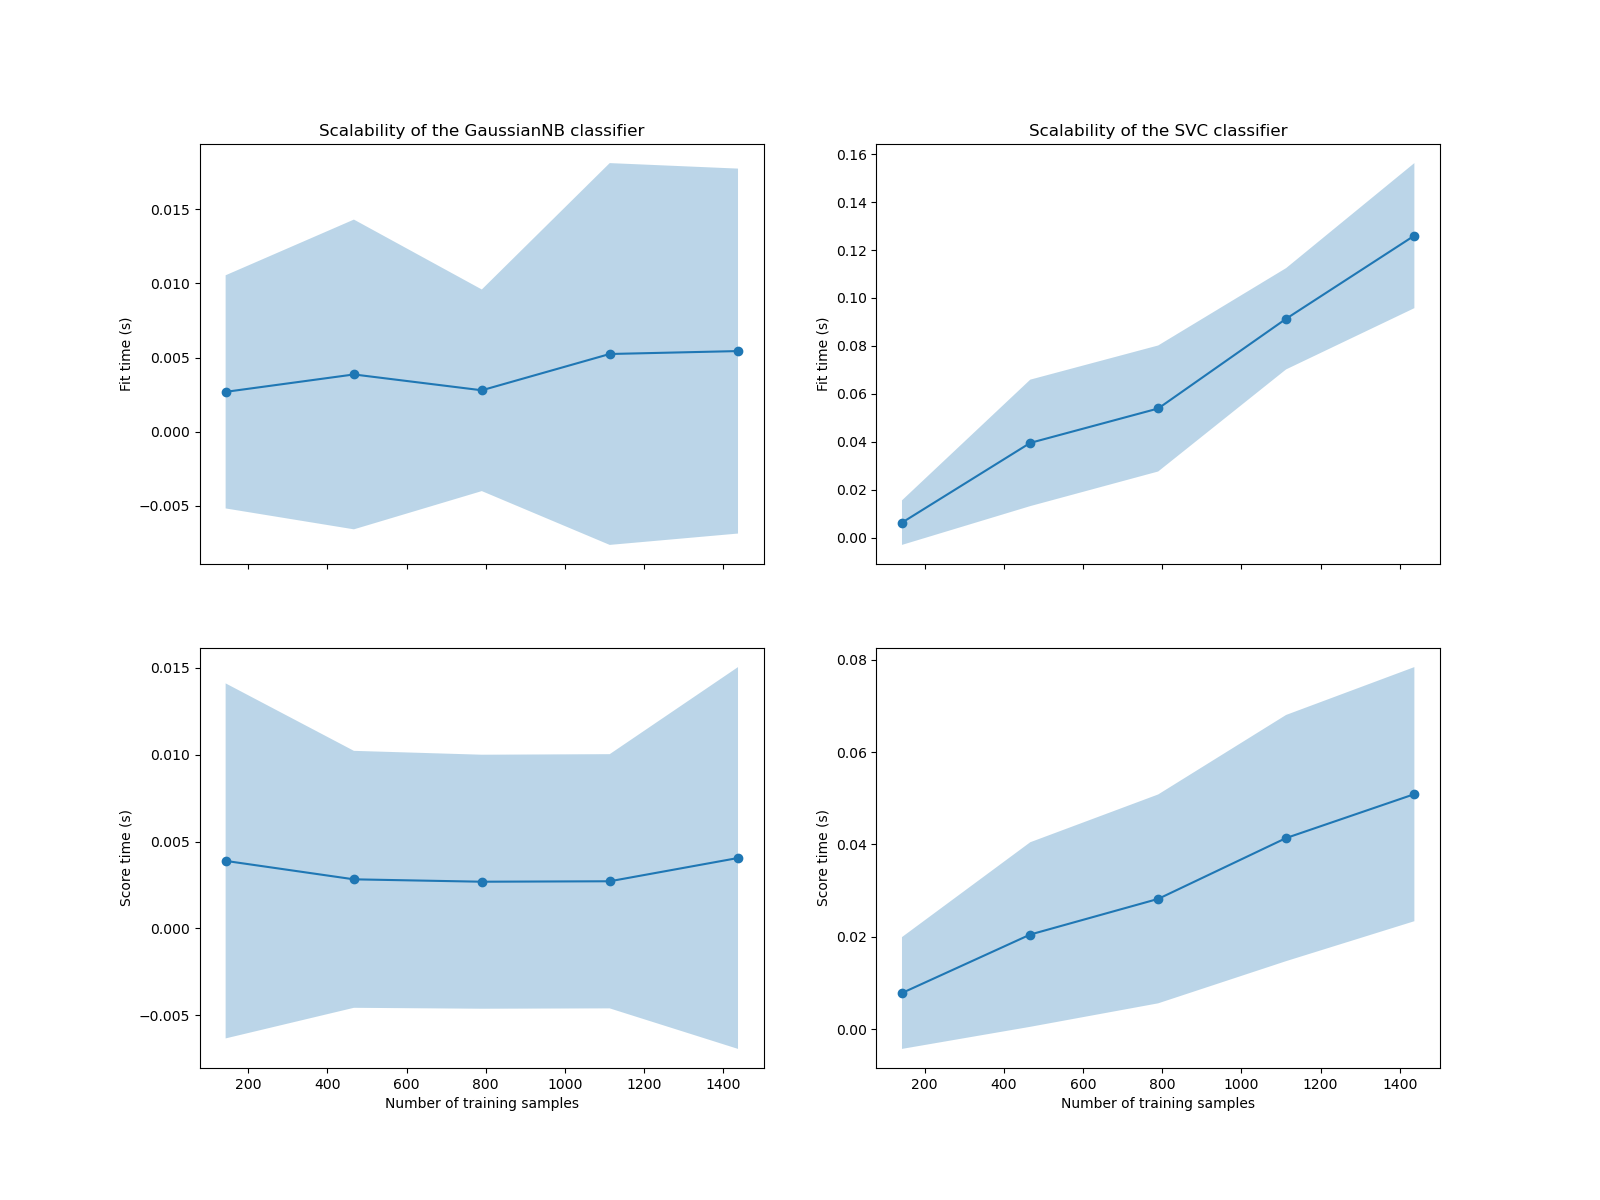 Scalability of the GaussianNB classifier
Fit time (s)
0.015
0.010
0.005
0.000
−0.005
Scalability of the SVC classifier
Fit time (s)
0.16
0.14
0.12
0.10
0.08
0.06
0.04
0.02
0.00
Score time (s)
0.015
0.010
0.005
0.000
−0.005
200 400 600 800 1000 1200 1400
Number of training samples
Score time (s)
0.08
0.06
0.04
0.02
0.00
200 400 600 800 1000 1200 1400
Number of training samples